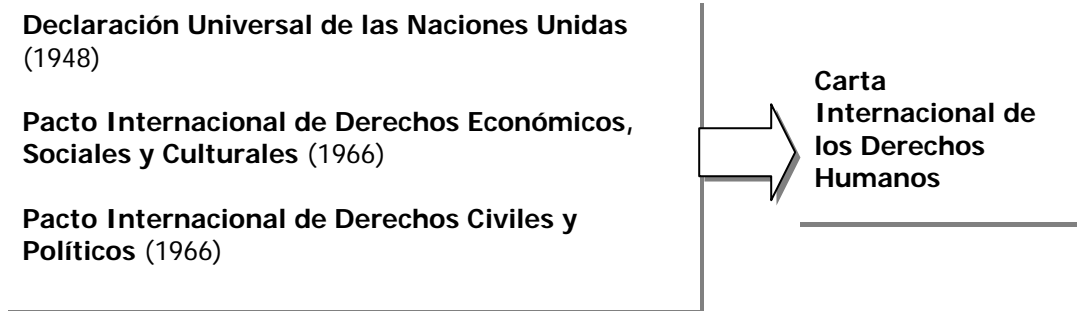 Declaración Universal de las Naciones Unidas
(1948)
Pacto Internacional de Derechos Económicos,
Sociales y Culturales (1966)
Pacto Internacional de Derechos Civiles y
Políticos (1966)
Carta
Internacional de
los Derechos
Humanos